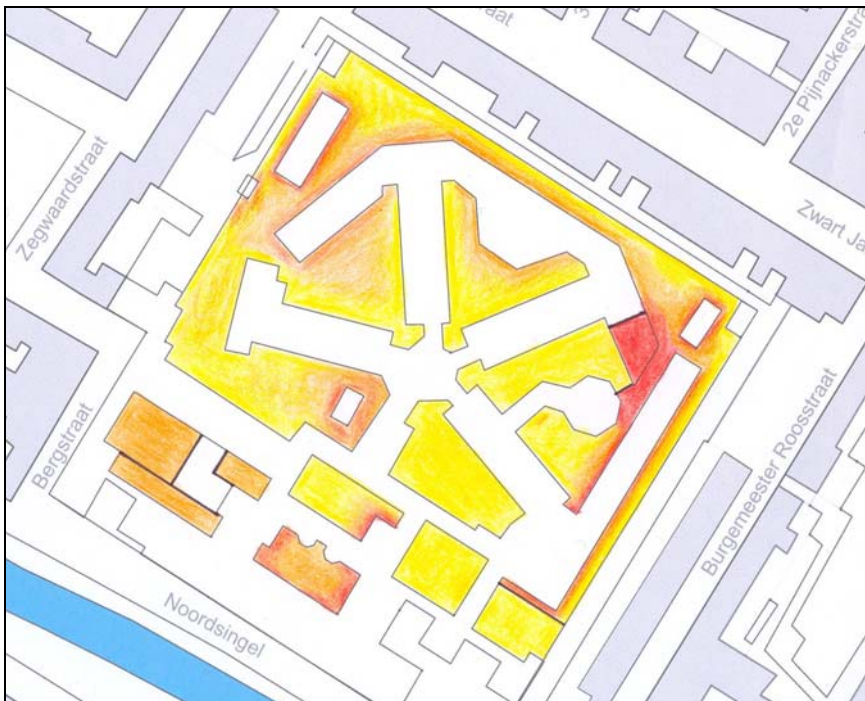 2e Pijnackerstr
Zwart Ja
Zegwaardstraat
Bergstraat
Burgemeester Roosstraat
Noordsingel